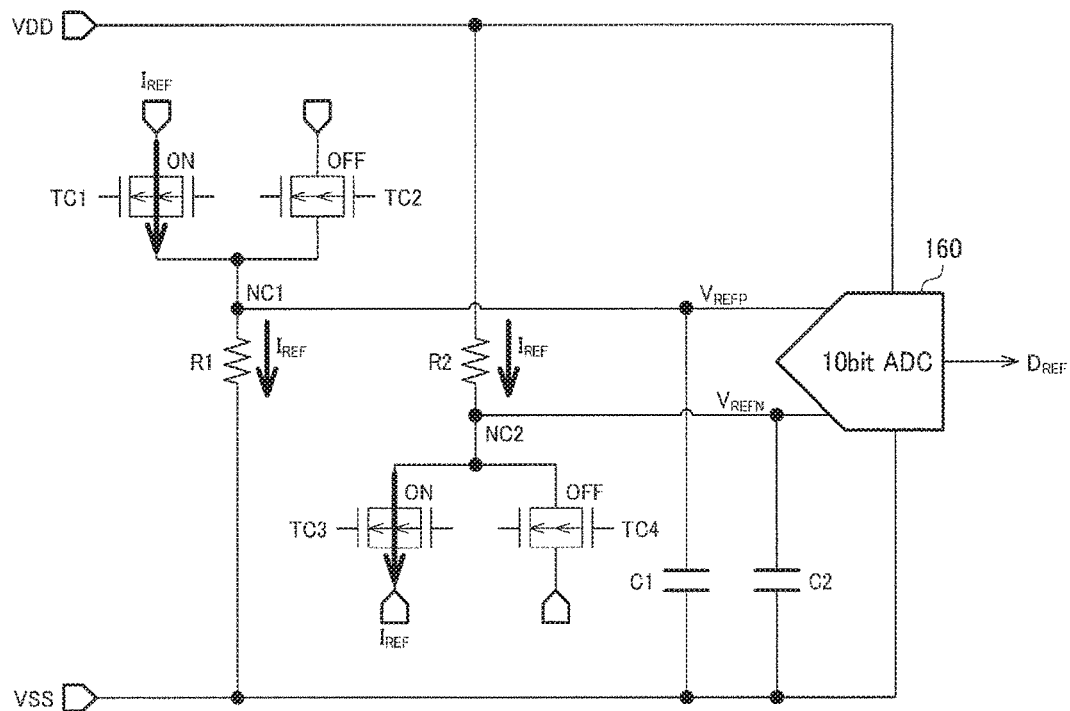 VDD
IREF
ON
OFF
TC1
TC2
160
NC1
VREFP
R1
IREF
R2
IREF
10bit ADC
DREF
VREFN
NC2
ON
OFF
TC3
TC4
C1
C2
IREF
VSS